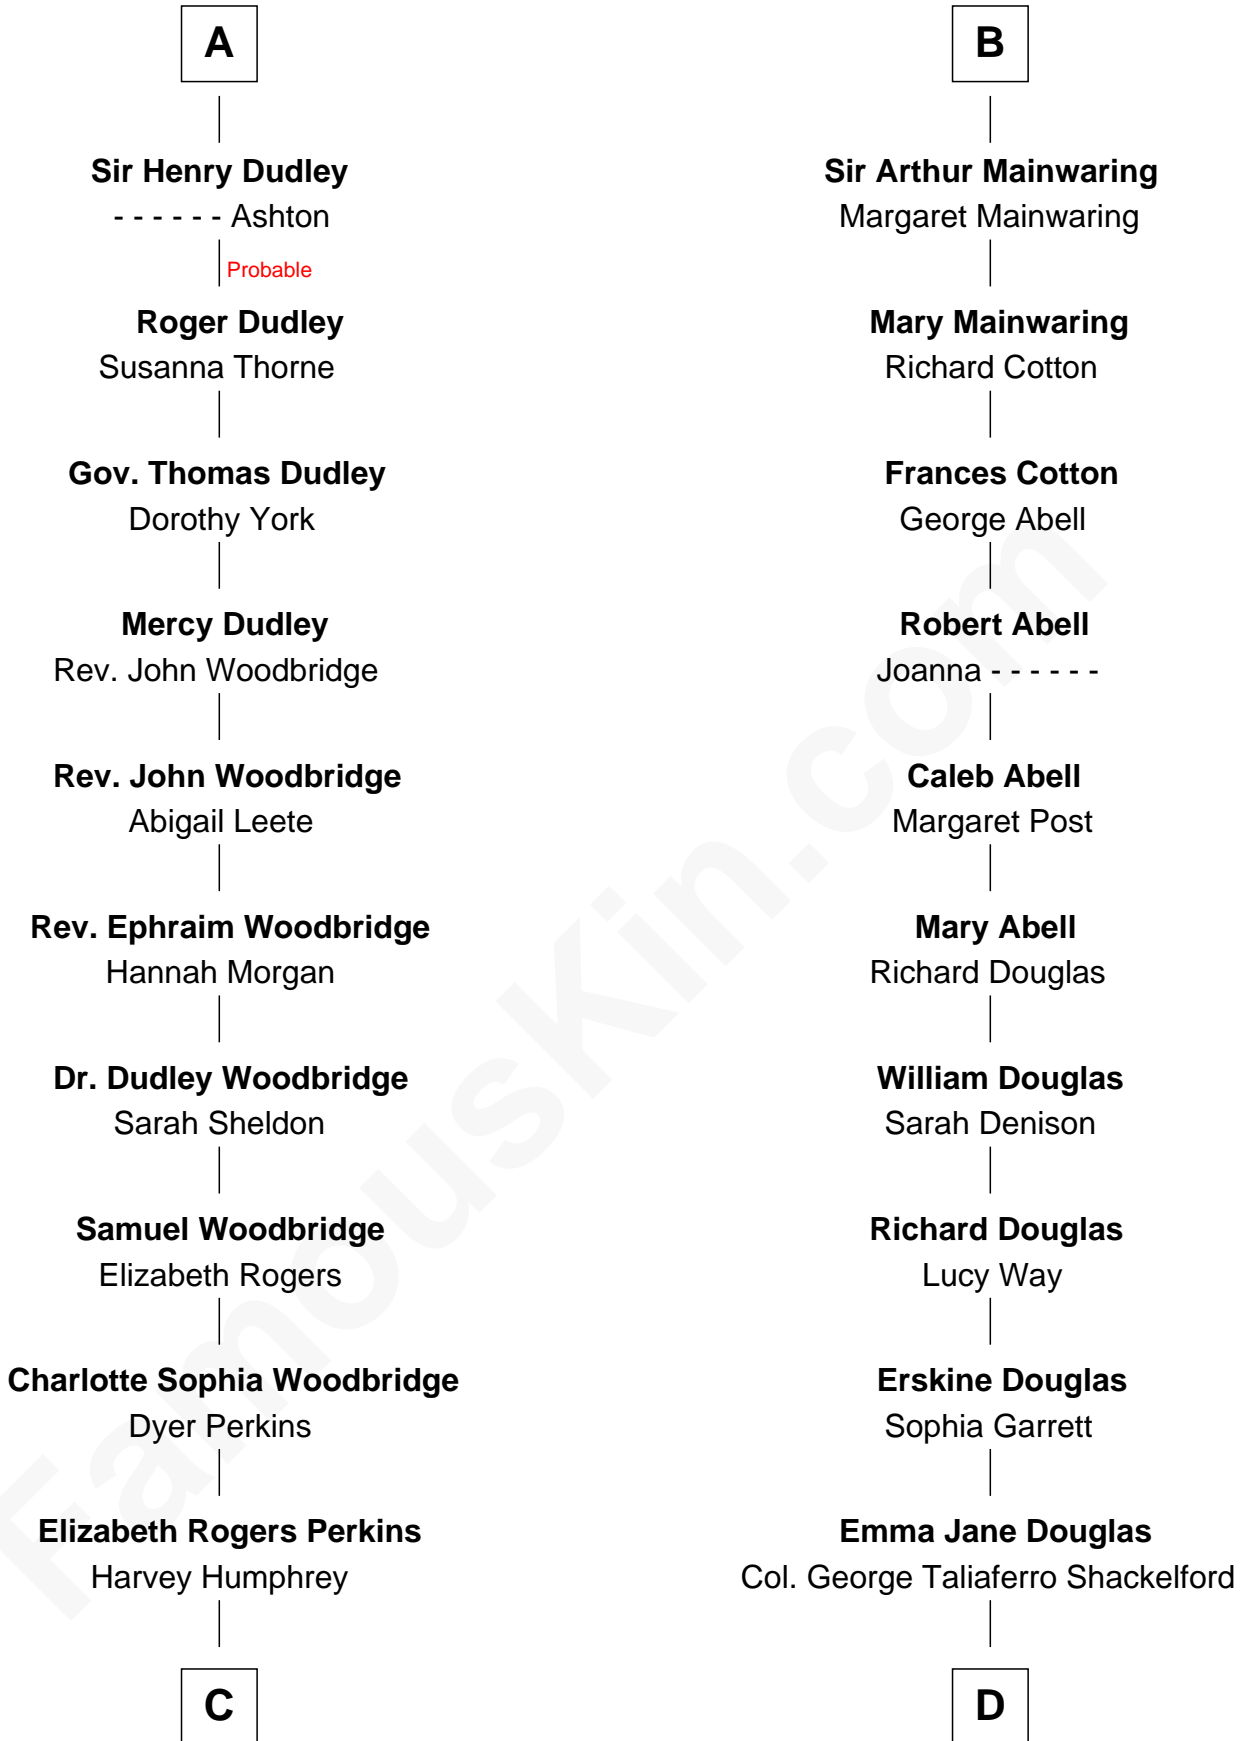 A
Sir Henry Dudley
- - - - - - Ashton
Probable
Roger Dudley
Susanna Thorne
Gov. Thomas Dudley
Dorothy York
Mercy Dudley
Rev. John Woodbridge
Rev. John Woodbridge
Abigail Leete
Rev. Ephraim Woodbridge
Hannah Morgan
Dr. Dudley Woodbridge
Sarah Sheldon
Samuel Woodbridge
Elizabeth Rogers
Charlotte Sophia Woodbridge
Dyer Perkins
Elizabeth Rogers Perkins
Harvey Humphrey
C
B
Sir Arthur Mainwaring
Margaret Mainwaring
Mary Mainwaring
Richard Cotton
Frances Cotton
George Abell
Robert Abell
Joanna - - - - - -
Caleb Abell
Margaret Post
Mary Abell
Richard Douglas
William Douglas
Sarah Denison
Richard Douglas
Lucy Way
Erskine Douglas
Sophia Garrett
Emma Jane Douglas
Col. George Taliaferro Shackelford
D
FamousKin.com